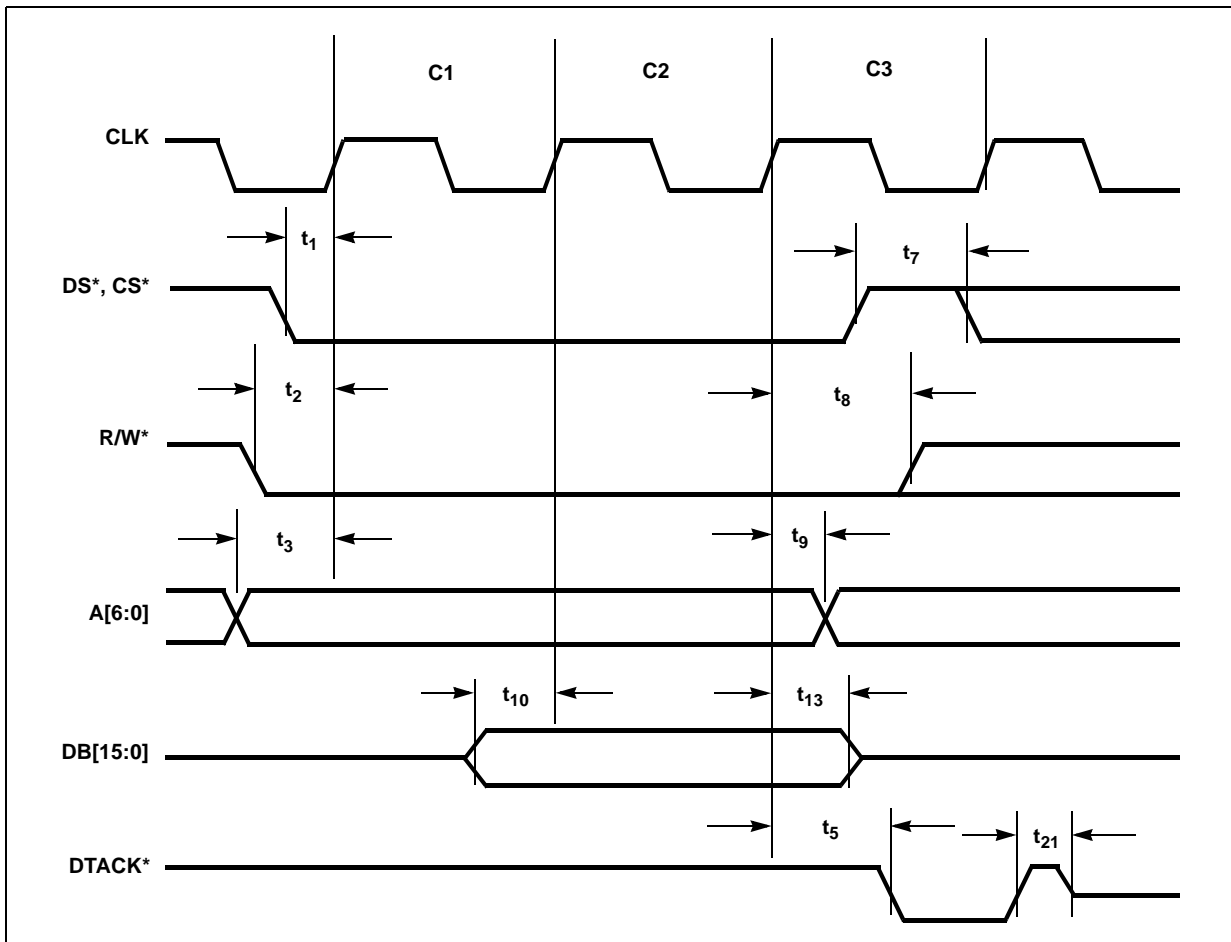 C1 C2 C3
CLK
t1 t7
DS*, CS*
t2 t8
R/W*
t3 t9
A[6:0]
t10 t13
DB[15:0]
t5 t21
DTACK*